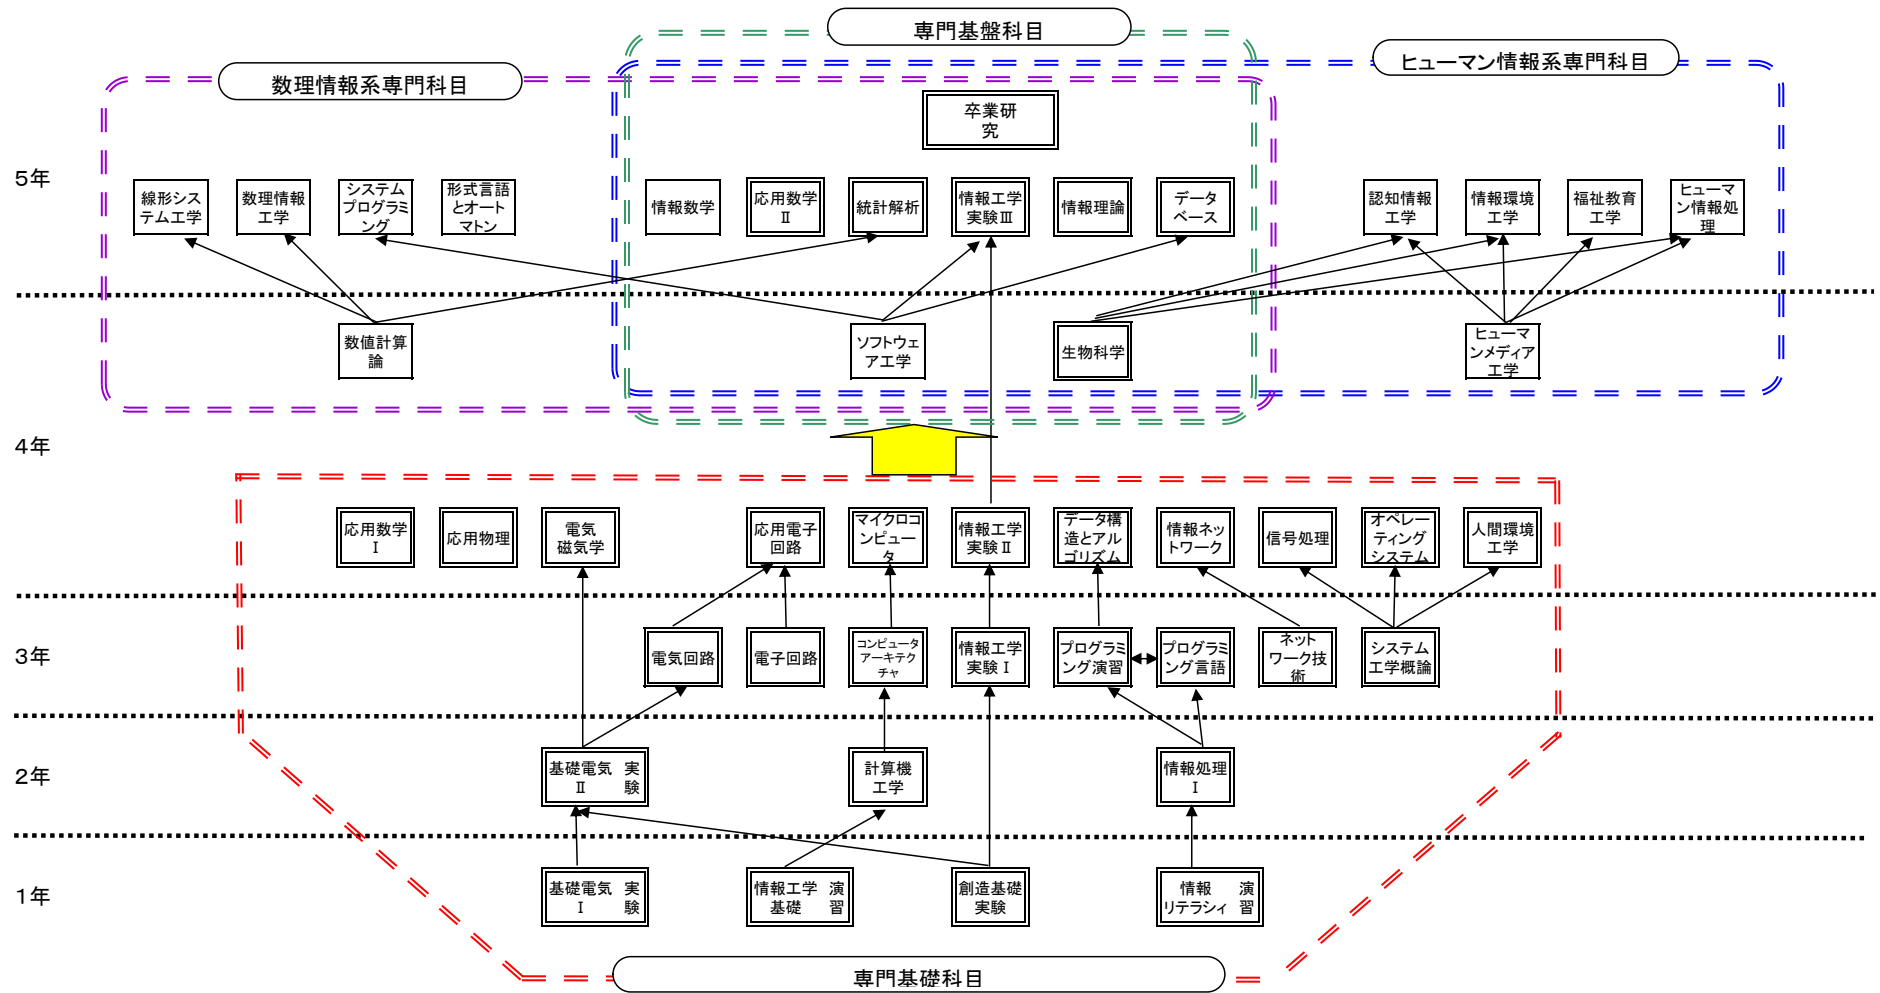 専門基盤科目
ヒューマン情報系専門科目
数理情報系専門科目
卒業研
究
5年
線形シス
テム工学
数理情報
工学
システム
プログラミ
ング
形式言語
とオート
マトン
情報数学
応用数学
Ⅱ
統計解析
情報工学
実験Ⅲ
情報理論
データ
ベース
認知情報
工学
情報環境
工学
福祉教育
工学
ヒューマ
ン情報処
理
数値計算
論
ソフトウェ
ア工学
生物科学
ヒューマ
ンメディア
工学
4年
応用数学
Ⅰ
応用物理
電気
磁気学
応用電子
回路
マイクロコ
ンピュー
タ
情報工学
実験Ⅱ
データ構
造とアル
ゴリズム
情報ネッ
トワーク
信号処理
オペレー
ティング
システム
人間環境
工学
3年
電気回路
電子回路
コンピュータ
アーキテク
チャ
情報工学
実験Ⅰ
プログラミ
ング演習
プログラミ
ング言語
ネット
ワーク技
術
システム
工学概論
2年
基礎電気 実
Ⅱ 験
計算機
工学
情報処理
Ⅰ
1年
基礎電気 実
Ⅰ 験
情報工学 演
基礎 習
創造基礎
実験
情報 演
リテラシィ 習
専門基礎科目